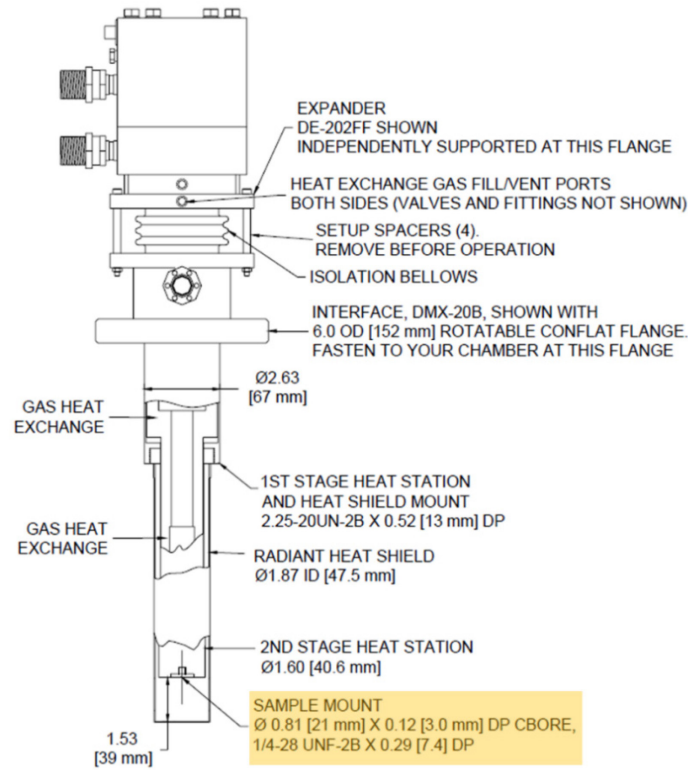 EXPANDER
DE-202FF SHOWN
INDEPENDENTLY SUPPORTED AT THIS FLANGE
HEAT EXCHANGE GAS FILL/VENT PORTS
BOTH SIDES (VALVES AND FITTINGS NOT SHOWN)
SETUP SPACERS (4).
REMOVE BEFORE OPERATION
ISOLATION BELLOWS
INTERFACE, DMX-20B, SHOWN WITH
6.0 OD [152 mm] ROTATABLE CONFLAT FLANGE.
FASTEN TO YOUR CHAMBER AT THIS FLANGE
Ø2.63
[67 mm]
GAS HEAT
EXCHANGE
1ST STAGE HEAT STATION
AND HEAT SHIELD MOUNT
2.25-20UN-2B X 0.52 [13 mm] DP
GAS HEAT
EXCHANGE
RADIANT HEAT SHIELD
Ø1.87 ID [47.5 mm]
2ND STAGE HEAT STATION
Ø1.60 [40.6 mm]
SAMPLE MOUNT
Ø 0.81 [21 mm] X 0.12 [3.0 mm] DP CBORE,
1/4-28 UNF-2B X 0.29 [7.4] DP
1.53
[39 mm]